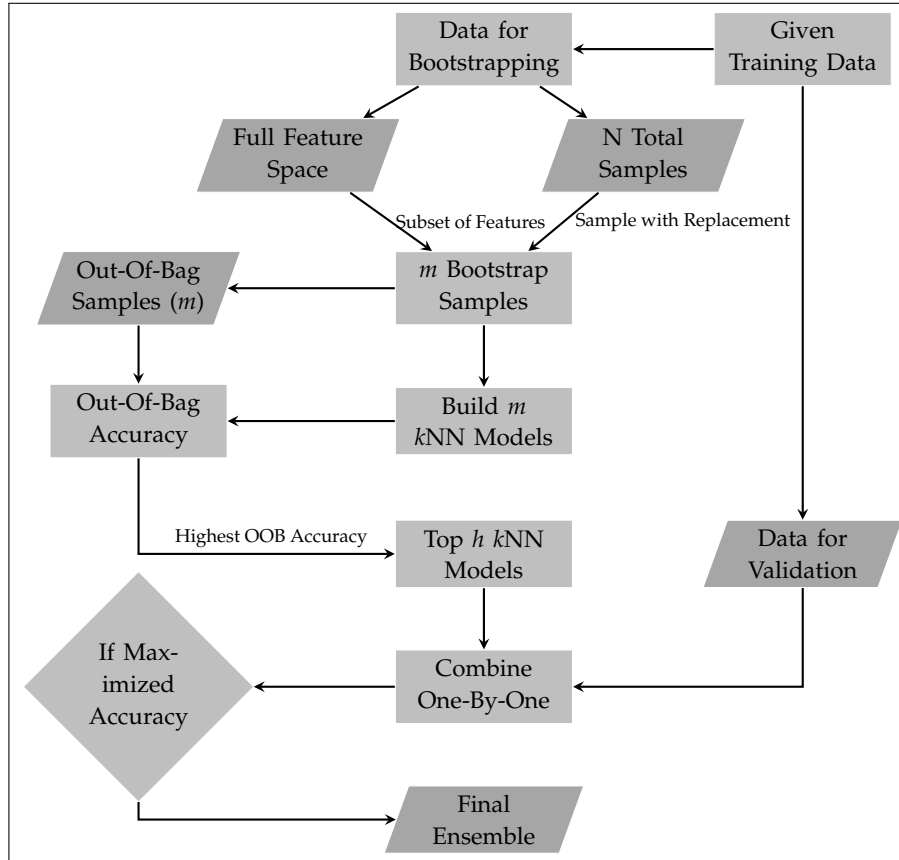 Data for
Bootstrapping
Given
Training Data
Full Feature
Space
N Total
Samples
Subset of Features
Sample with Replacement
Out-Of-Bag
Samples (m)
m Bootstrap
Samples
Out-Of-Bag
Accuracy
Build m
kNN Models
Highest OOB Accuracy
Top h kNN
Models
Data for
Validation
If Max-
imized
Accuracy
Combine
One-By-One
Final
Ensemble